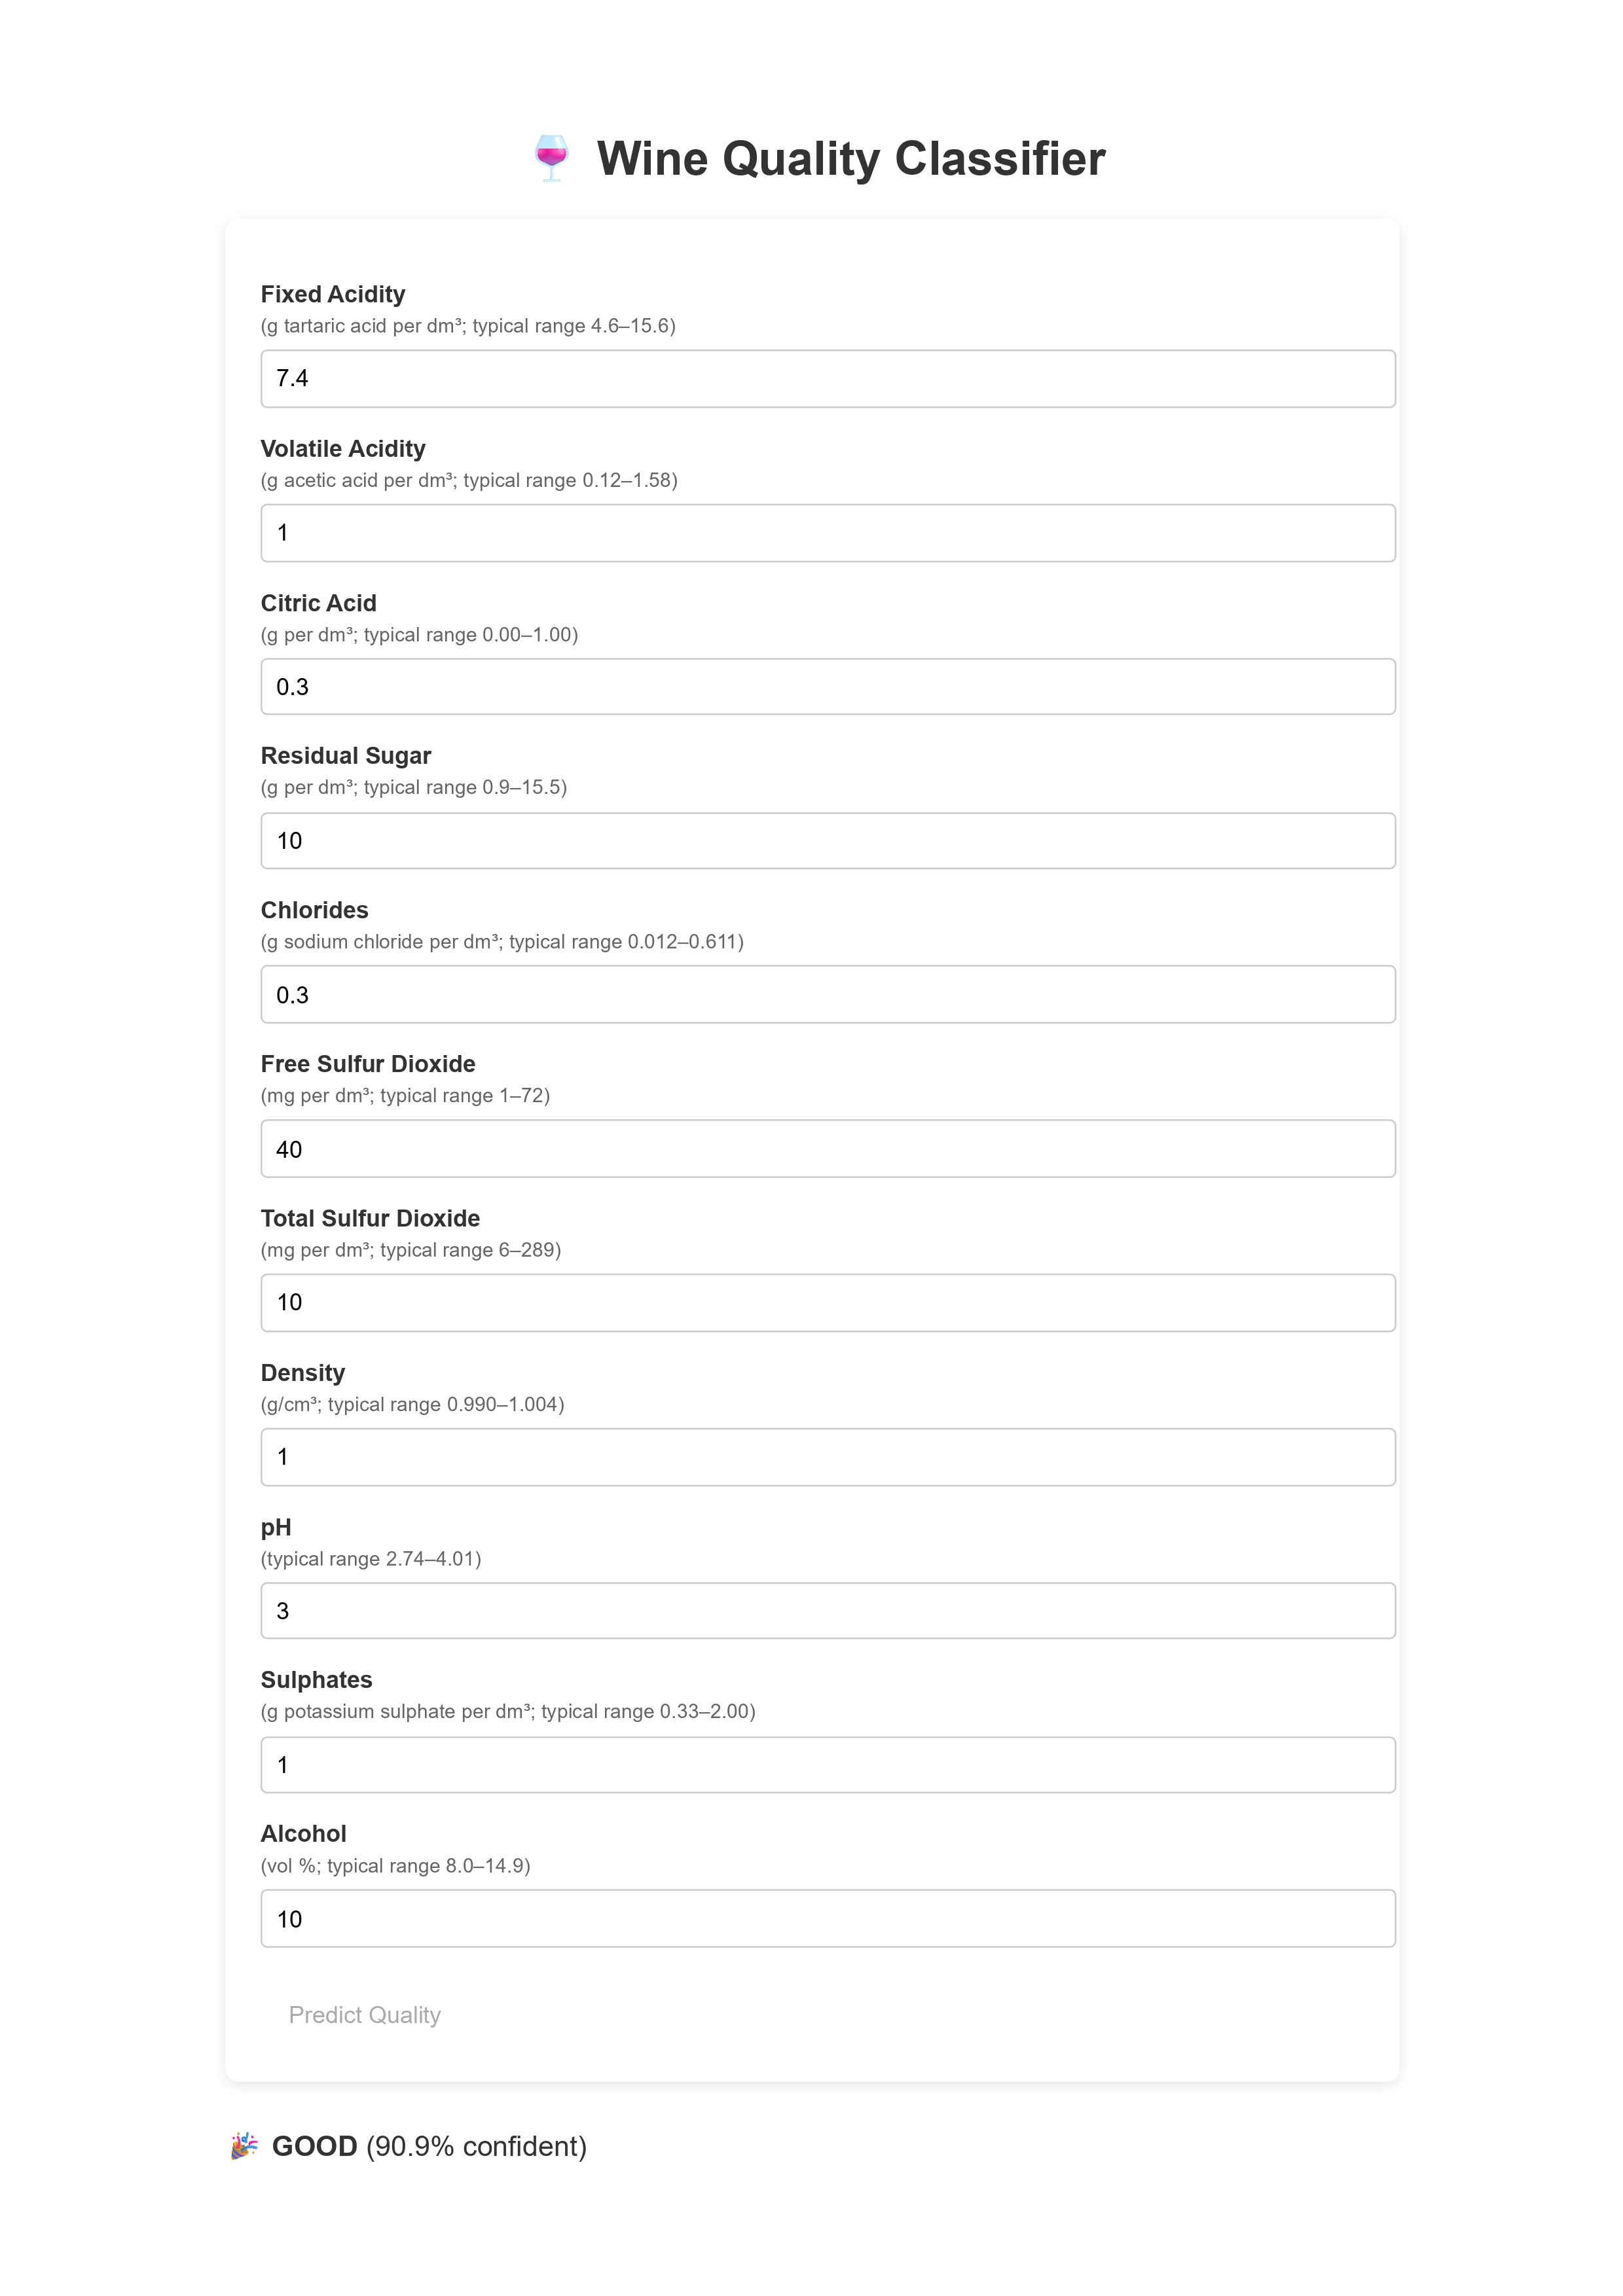 🍷 Wine Quality Classifier
Fixed Acidity
(g tartaric acid per dm³; typical range 4.6–15.6)
7.4
Volatile Acidity
(g acetic acid per dm³; typical range 0.12–1.58)
1
Citric Acid
(g per dm³; typical range 0.00–1.00)
0.3
Residual Sugar
(g per dm³; typical range 0.9–15.5)
10
Chlorides
(g sodium chloride per dm³; typical range 0.012–0.611)
0.3
Free Sulfur Dioxide
(mg per dm³; typical range 1–72)
40
Total Sulfur Dioxide
(mg per dm³; typical range 6–289)
10
Density
(g/cm³; typical range 0.990–1.004)
1
pH
(typical range 2.74–4.01)
3
Sulphates
(g potassium sulphate per dm³; typical range 0.33–2.00)
1
Alcohol
(vol %; typical range 8.0–14.9)
10
Predict Quality
🎉 GOOD (90.9% confident)